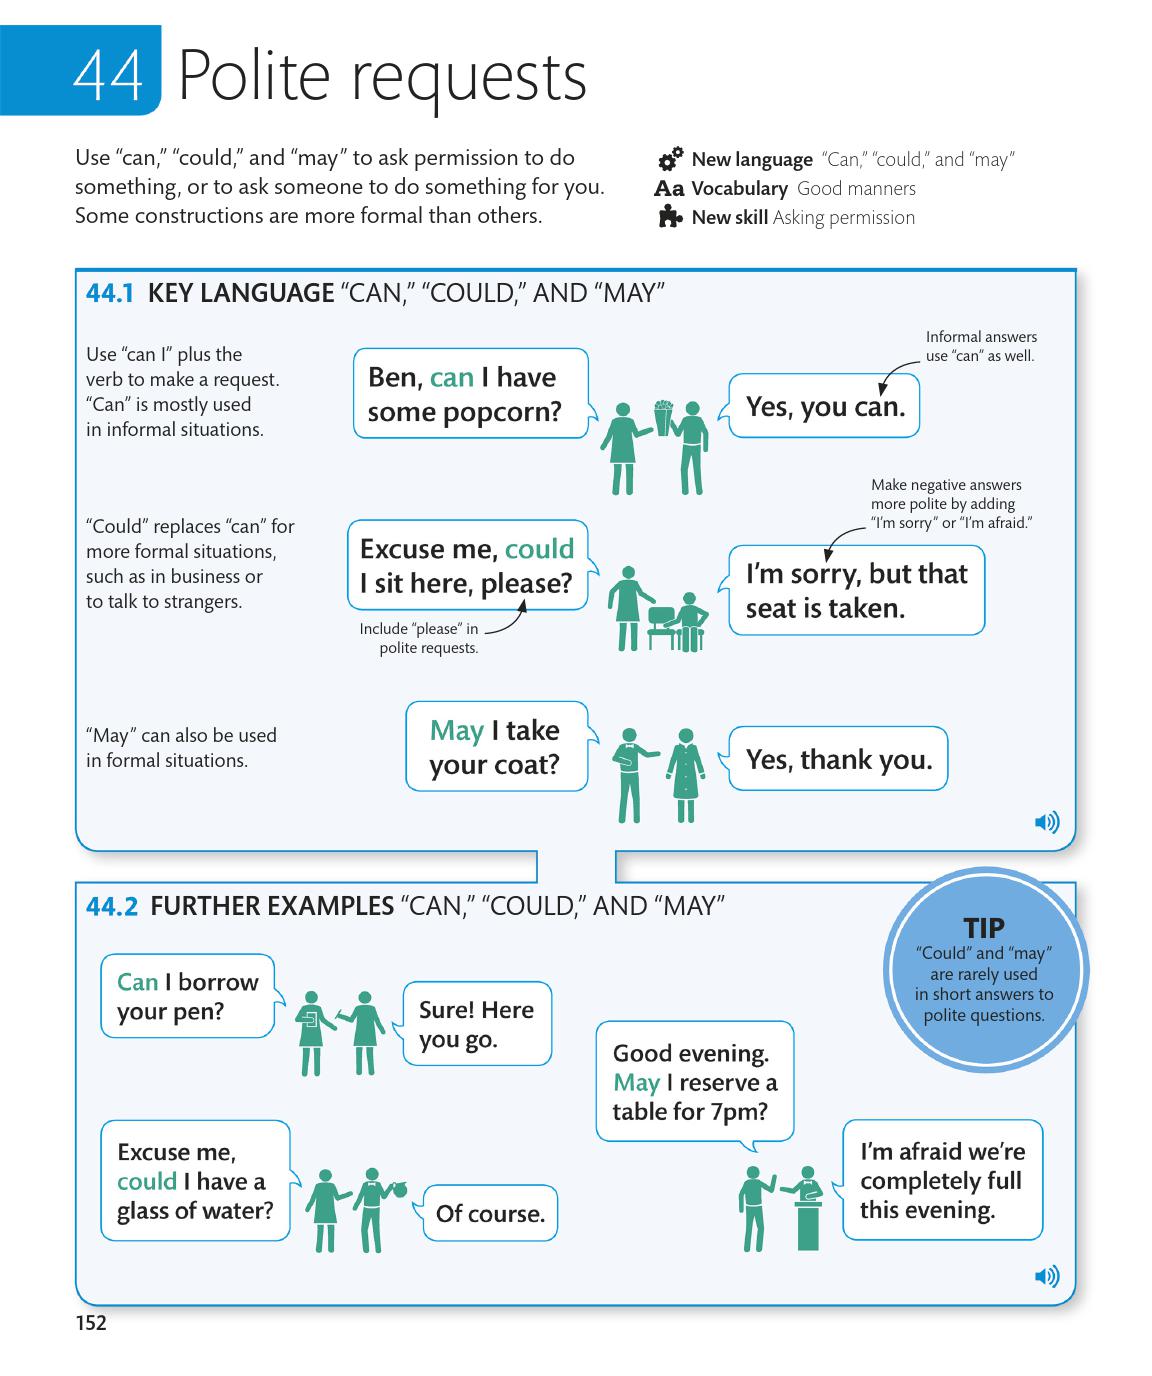 44 Polite requests
Use “can,” “could,” and “may” to ask permission to do
something, or to ask someone to do something for you.
Some constructions are more formal than others.
New language “Can,” “could,” and “may”
Aa Vocabulary Good manners
New skill Asking permission
44.1 KEY LANGUAGE “CAN,” “COULD,” AND “MAY”
Use “can I” plus the
verb to make a request.
“Can” is mostly used
in informal situations.
Ben, can I have
some popcorn?
Informal answers
use “can” as well.
Yes, you can.
“Could” replaces “can” for
more formal situations,
such as in business or
to talk to strangers.
Excuse me, could
I sit here, please?
Include “please” in
polite requests.
Make negative answers
more polite by adding
“I’m sorry” or “I’m afraid.”
I’m sorry, but that
seat is taken.
“May” can also be used
in formal situations.
May I take
your coat?
Yes, thank you.
44.2 FURTHER EXAMPLES “CAN,” “COULD,” AND “MAY”
TIP
“Could” and “may”
are rarely used
in short answers to
polite questions.
Can I borrow
your pen?
Sure! Here
you go.
Excuse me,
could I have a
glass of water?
Of course.
Good evening.
May I reserve a
table for 7pm?
I’m afraid we’re
completely full
this evening.
152